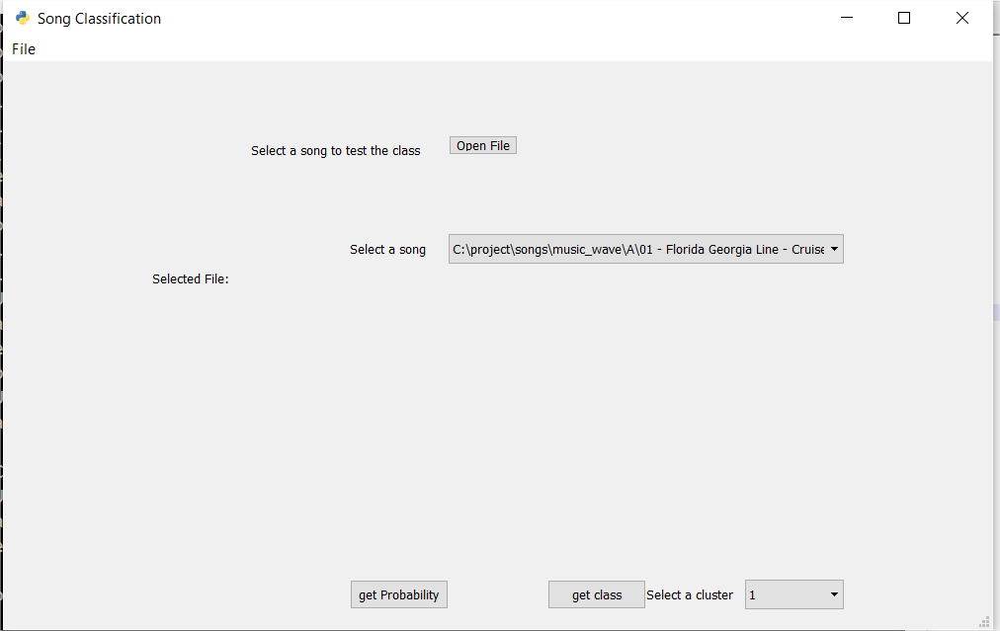 Song Classification
File
Select a song to test the class
Open File
Select a song
C:\project\songs\music_wave\A\01 - Florida Georgia Line - Cruise
Selected File:
get Probability
get class
Select a cluster
1